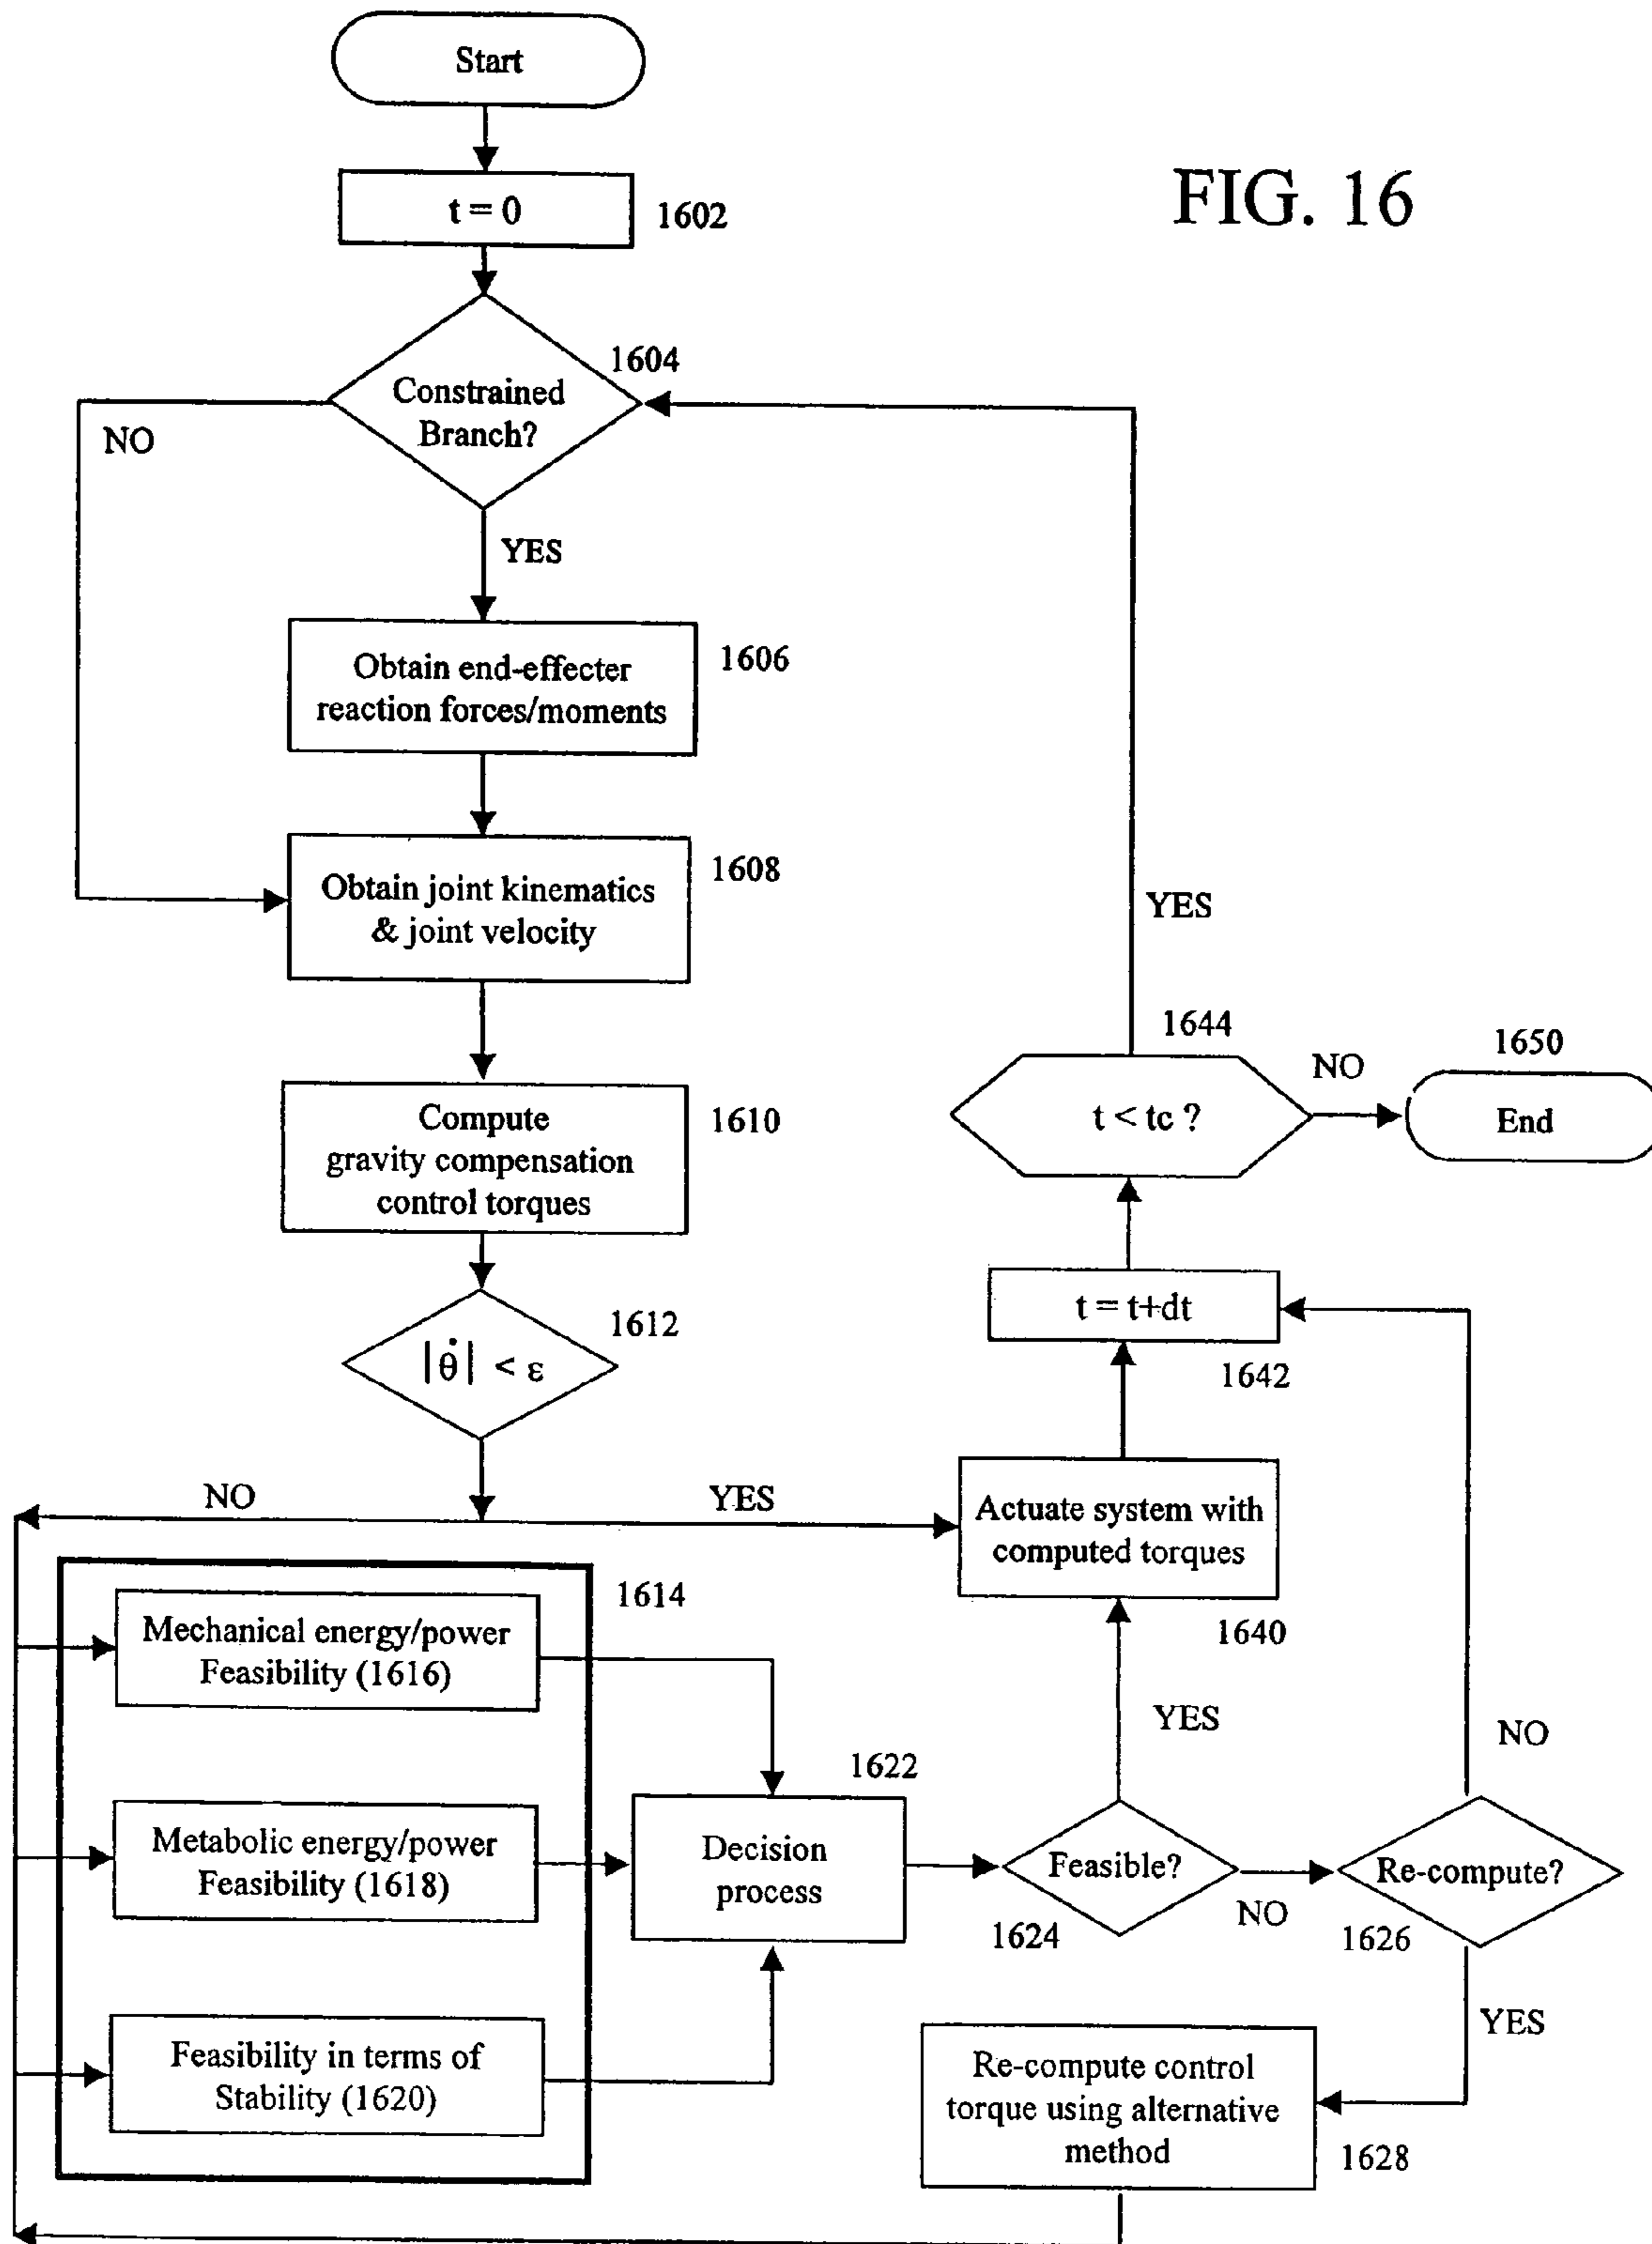 Start
FIG. 16
t = 0
1602
1604
Constrained
Branch?
NO
YES
Obtain end-effecter
reaction forces/moments
1606
Obtain joint kinematics
& joint velocity
1608
YES
1644
t < tc ?
NO
1650
End
Compute
gravity compensation
control torques
1610
t = t+dt
1642
|θ̇| < ε
1612
NO
YES
Actuate system with
computed torques
1640
1614
Mechanical energy/power
Feasibility (1616)
YES
NO
Metabolic energy/power
Feasibility (1618)
1622
Decision
process
Feasible?
1624
NO
Re-compute?
1626
YES
Feasibility in terms of
Stability (1620)
Re-compute control
torque using alternative
method
1628